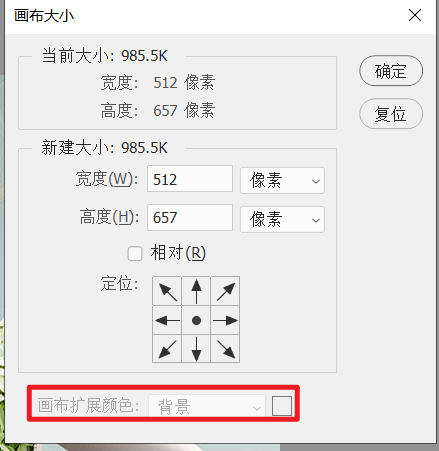 画布大小
当前大小: 985.5K
宽度: 512 像素
高度: 657 像素
确定
复位
新建大小: 985.5K
宽度(W): 512 像素
高度(H): 657 像素
相对(R)
定位:
画布扩展颜色: 背景